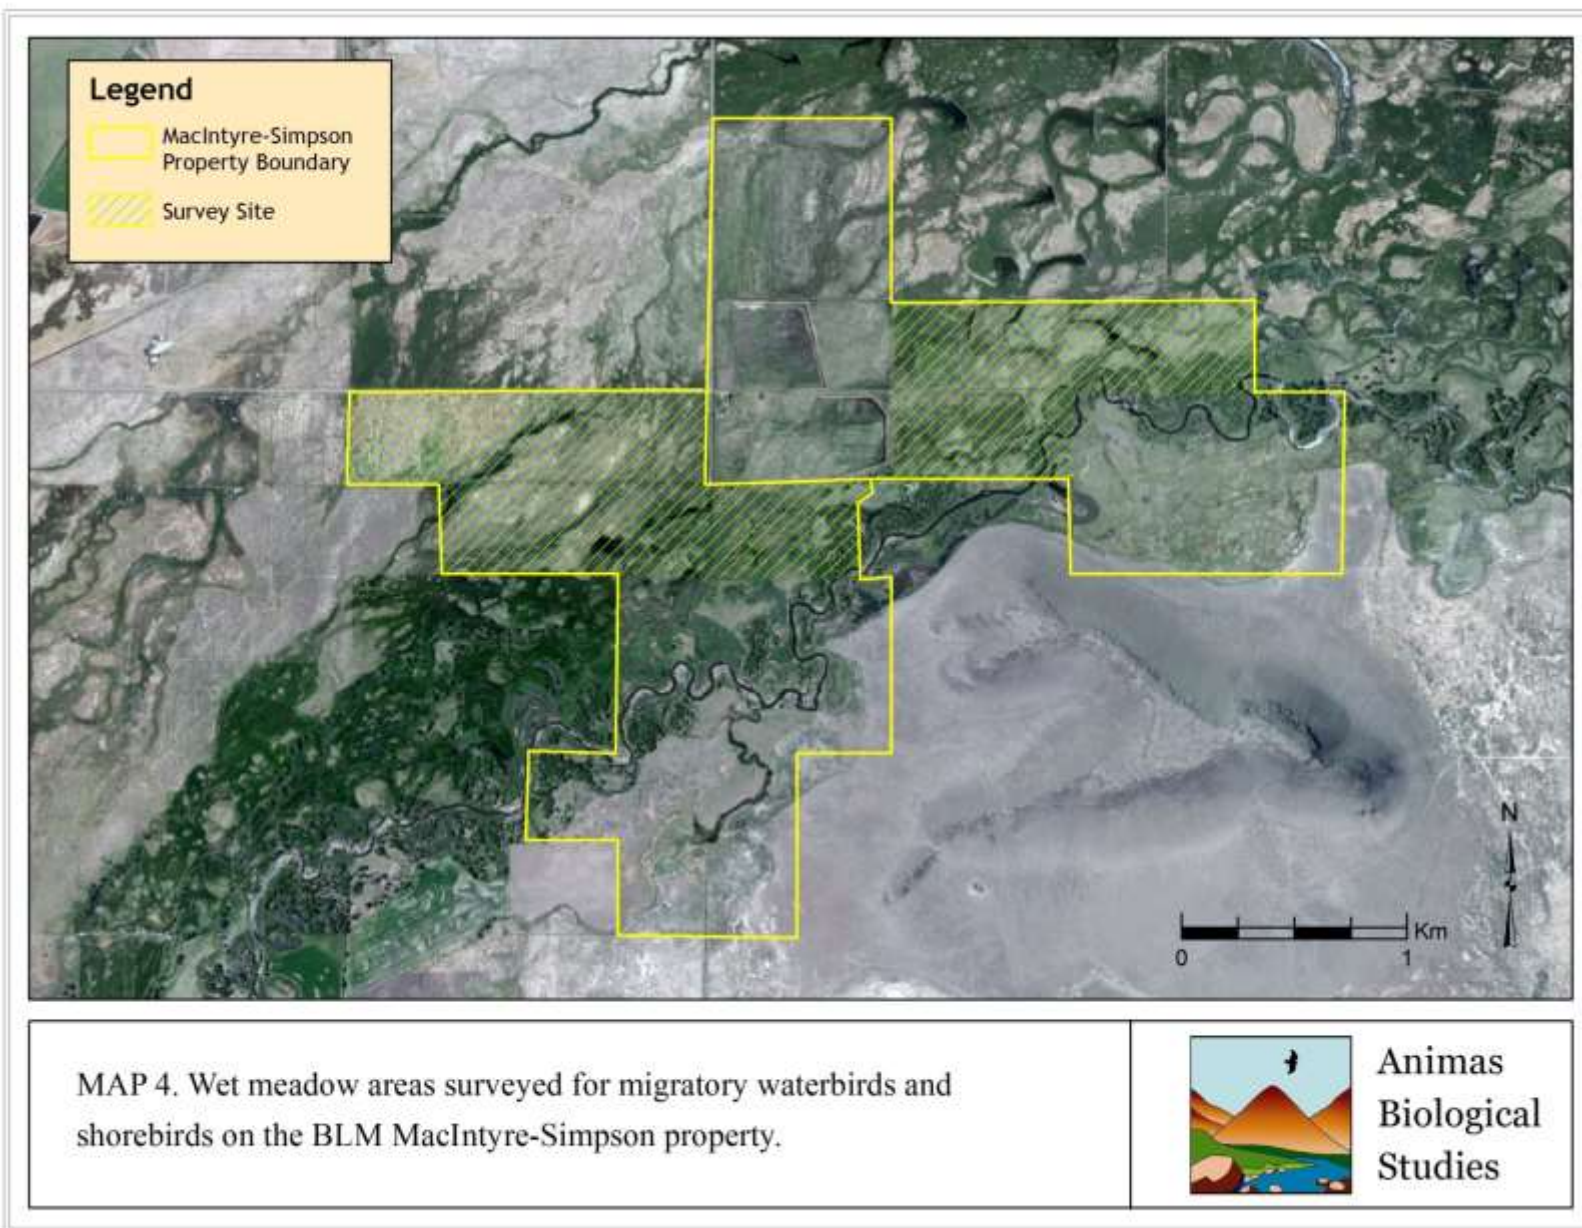 Legend
MacIntyre-Simpson
Property Boundary
Survey Site
N
Km
0 1
MAP 4. Wet meadow areas surveyed for migratory waterbirds and
shorebirds on the BLM MacIntyre-Simpson property.
Animas
Biological
Studies